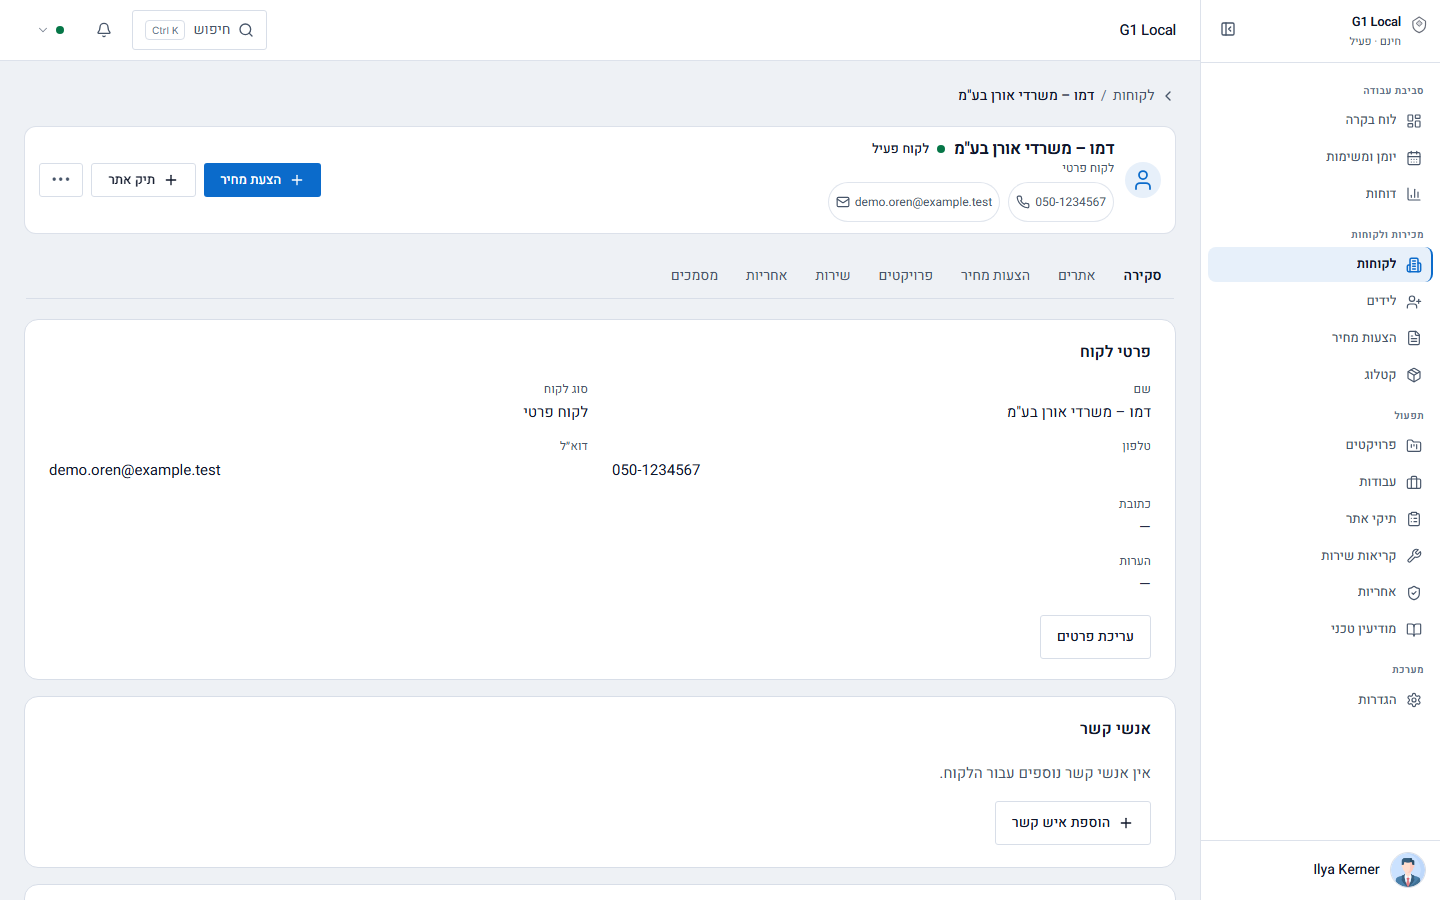 G1 Local
חינם · פעיל
סביבת עבודה
לוח בקרה
יומן ומשימות
דוחות
מכירות ולקוחות
לקוחות
לידים
הצעות מחיר
קטלוג
תפעול
פרויקטים
עבודות
תיקי אתר
קריאות שירות
אחריות
מודיעין טכני
מערכת
הגדרות
Ilya Kerner
G1 Local
חיפוש Ctrl K
לקוחות / דמו – משרדי אורן בע"מ
דמו – משרדי אורן בע"מ לקוח פעיל
לקוח פרטי
050-1234567 demo.oren@example.test
הצעת מחיר תיק אתר
סקירה אתרים הצעות מחיר פרויקטים שירות אחריות מסמכים
פרטי לקוח
שם סוג לקוח
דמו – משרדי אורן בע"מ לקוח פרטי
טלפון דוא"ל
050-1234567 demo.oren@example.test
כתובת
—
הערות
—
עריכת פרטים
אנשי קשר
אין אנשי קשר נוספים עבור הלקוח.
הוספת איש קשר